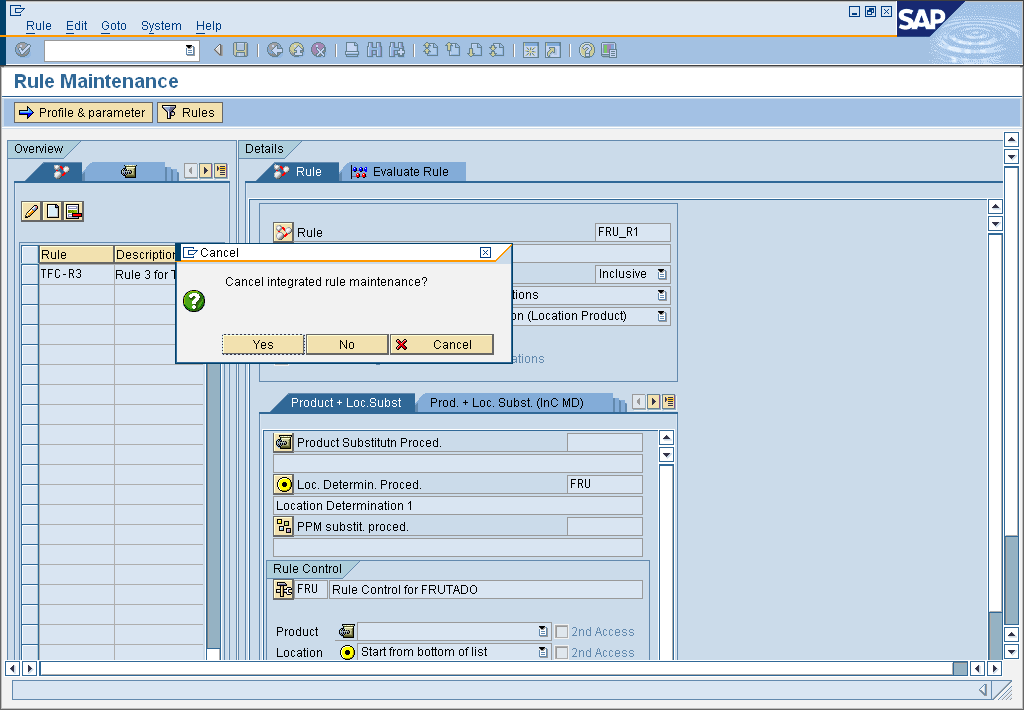 Rule Edit Goto System Help
SAP
Rule Maintenance
Profile & parameter Rules
Overview
Details
Rule Evaluate Rule
Rule FRU_R1
Rule Description
TFC-R3 Rule 3 for T
Cancel
Cancel integrated rule maintenance?
Yes No Cancel
Inclusive
tions
on (Location Product)
ations
Product + Loc.Subst Prod. + Loc. Subst. (InC MD)
Product Substitutn Proced.
Loc. Determin. Proced. FRU
Location Determination 1
PPM substit. proced.
Rule Control
FRU Rule Control for FRUTADO
Product 2nd Access
Location Start from bottom of list 2nd Access